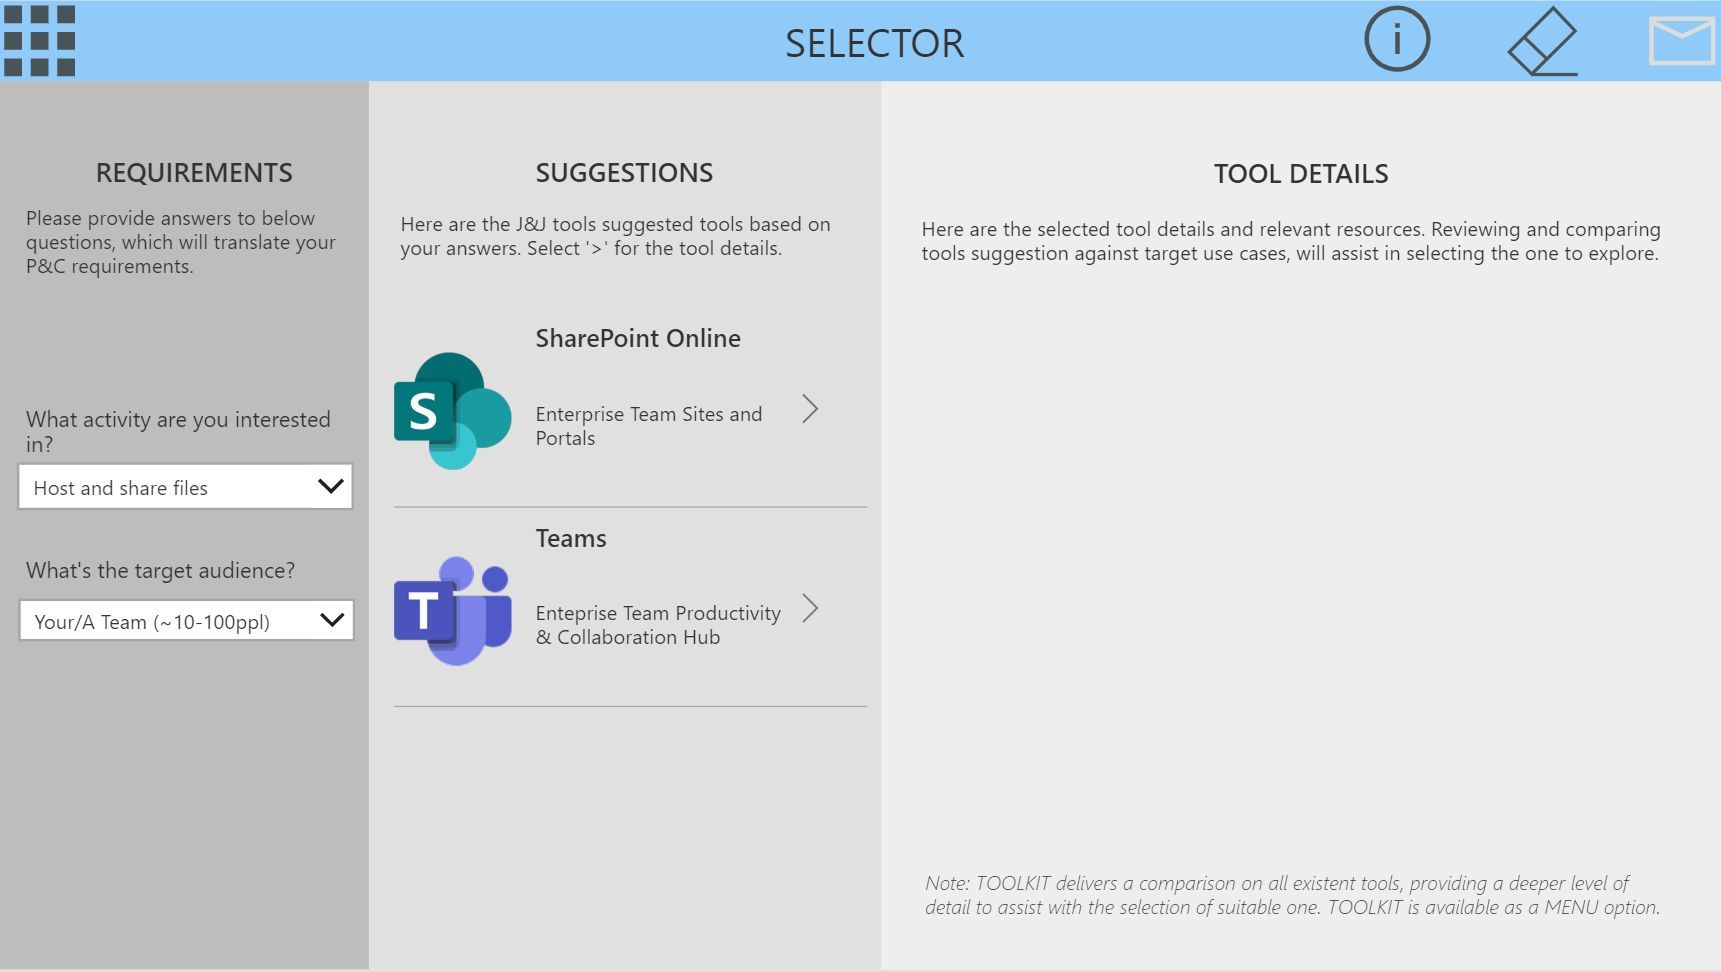 SELECTOR
i
REQUIREMENTS
Please provide answers to below
questions, which will translate your
P&C requirements.
What activity are you interested
in?
Host and share files
What's the target audience?
Your/A Team (~10-100ppl)
SUGGESTIONS
Here are the J&J tools suggested tools based on
your answers. Select '>' for the tool details.
SharePoint Online
S
Enterprise Team Sites and
Portals
Teams
T
Enteprise Team Productivity
& Collaboration Hub
TOOL DETAILS
Here are the selected tool details and relevant resources. Reviewing and comparing
tools suggestion against target use cases, will assist in selecting the one to explore.
Note: TOOLKIT delivers a comparison on all existent tools, providing a deeper level of
detail to assist with the selection of suitable one. TOOLKIT is available as a MENU option.